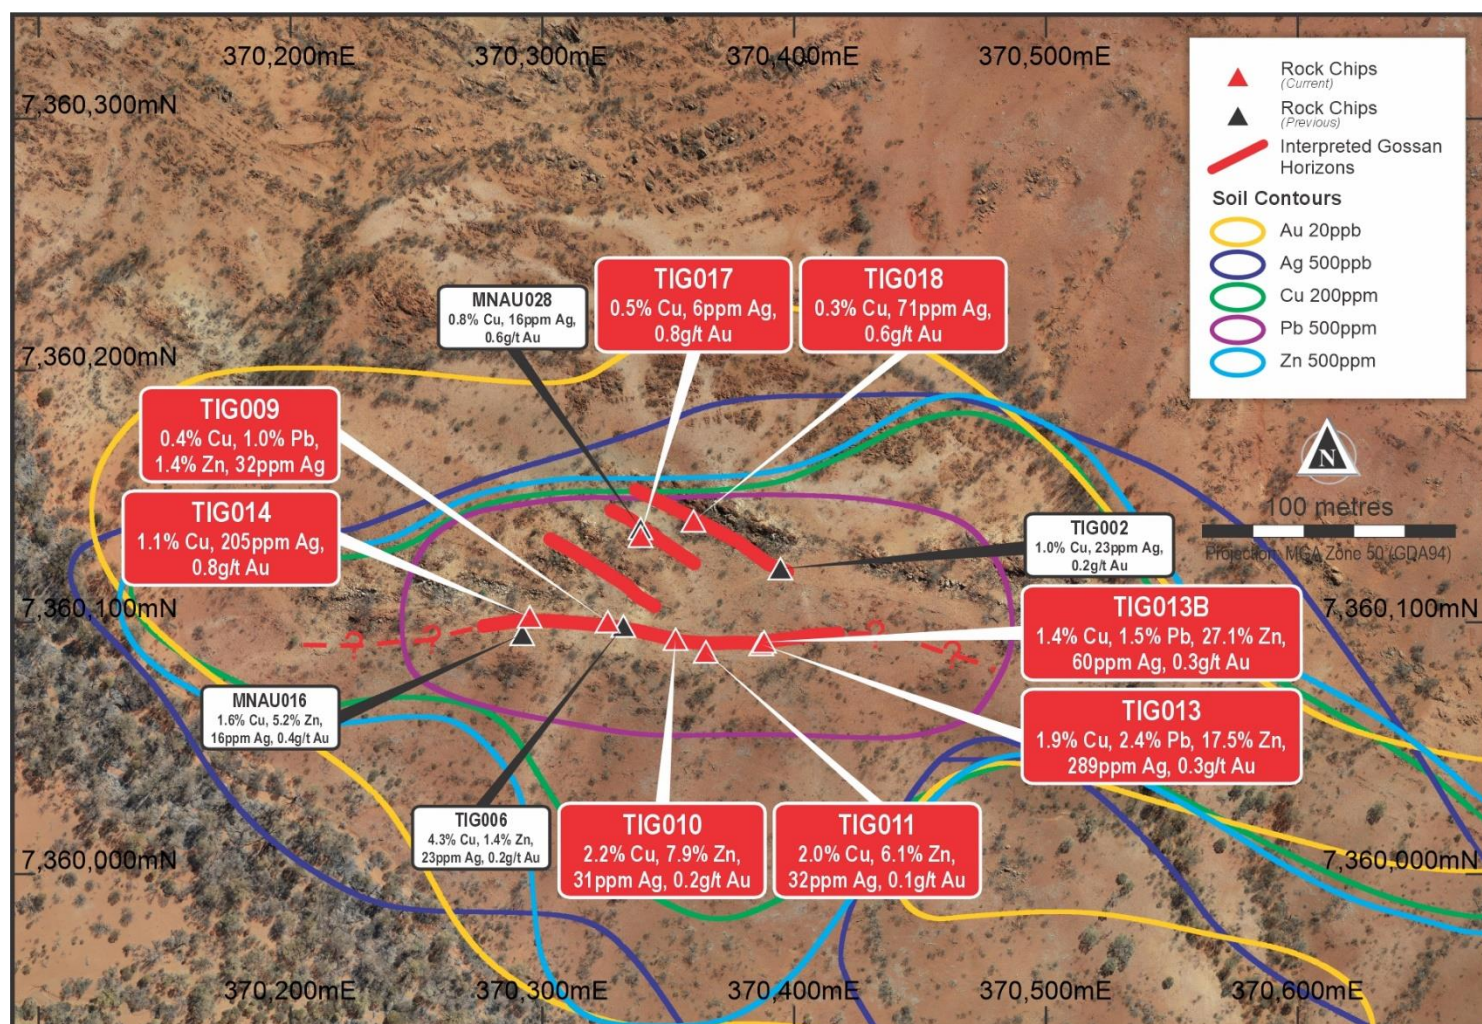 370,200mE
370,300mE
370,400mE
370,500mE
7,360,300mN
Rock Chips
(Current)
Rock Chips
(Previous)
Interpreted Gossan
Horizons
Soil Contours
Au 20ppb
Ag 500ppb
Cu 200ppm
Pb 500ppm
Zn 500ppm
7,360,200mN
MNAU028
0.8% Cu, 16ppm Ag,
0.6g/t Au
TIG017
0.5% Cu, 6ppm Ag,
0.8g/t Au
TIG018
0.3% Cu, 71ppm Ag,
0.6g/t Au
TIG009
0.4% Cu, 1.0% Pb,
1.4% Zn, 32ppm Ag
N
100 metres
Projection: MGA Zone 50 (GDA94)
TIG014
1.1% Cu, 205ppm Ag,
0.8g/t Au
TIG002
1.0% Cu, 23ppm Ag,
0.2g/t Au
7,360,100mN
7,360,100mN
TIG013B
1.4% Cu, 1.5% Pb, 27.1% Zn,
60ppm Ag, 0.3g/t Au
?
?
?
?
MNAU016
1.6% Cu, 5.2% Zn,
16ppm Ag, 0.4g/t Au
TIG013
1.9% Cu, 2.4% Pb, 17.5% Zn,
289ppm Ag, 0.3g/t Au
TIG006
4.3% Cu, 1.4% Zn,
23ppm Ag, 0.2g/t Au
TIG010
2.2% Cu, 7.9% Zn,
31ppm Ag, 0.2g/t Au
TIG011
2.0% Cu, 6.1% Zn,
32ppm Ag, 0.1g/t Au
7,360,000mN
7,360,000mN
370,200mE
370,300mE
370,400mE
370,500mE
370,600mE